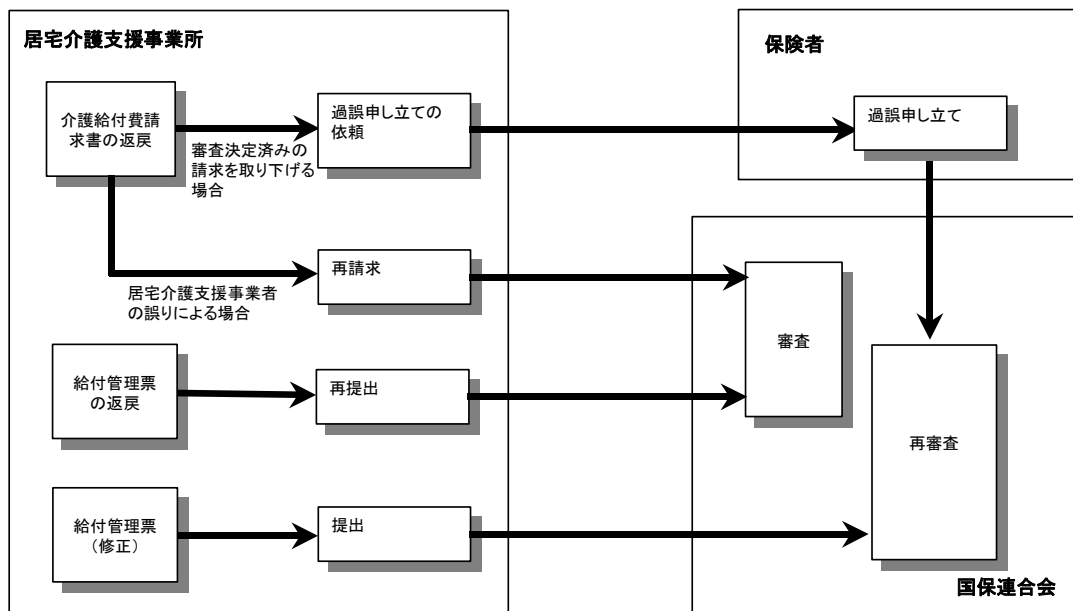 居宅介護支援事業所
介護給付費請
求書の返戻
審査決定済みの
請求を取り下げる
場合
過誤申し立ての
依頼
居宅介護支援事業者
の誤りによる場合
再請求
給付管理票
の返戻
再提出
給付管理票
（修正）
提出
保険者
過誤申し立て
審査
再審査
国保連合会